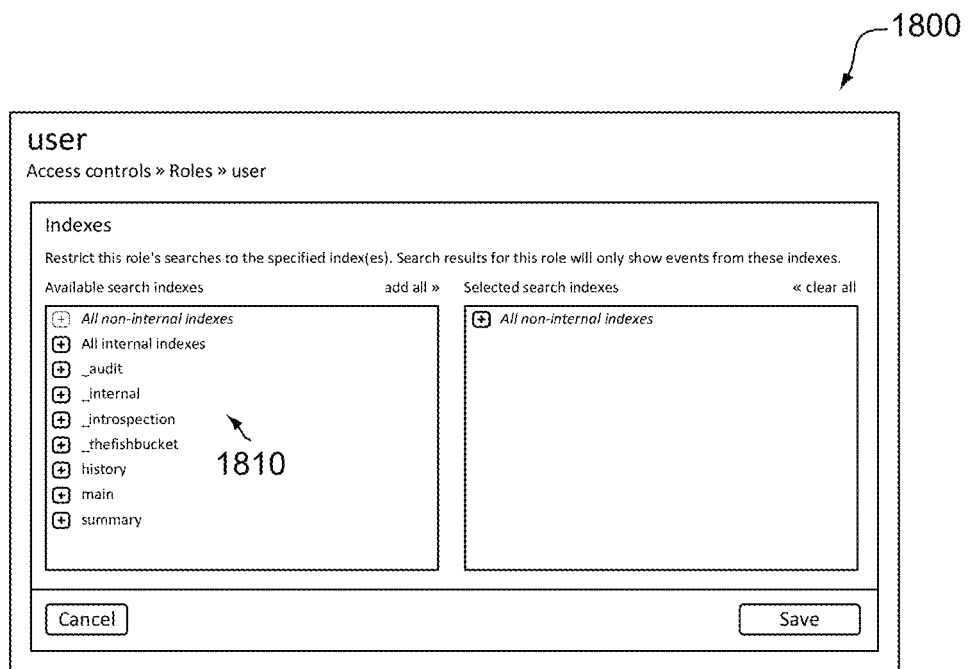 1800
user
Access controls » Roles » user
Indexes
Restrict this role's searches to the specified index(es). Search results for this role will only show events from these indexes.
Available search indexes add all »
Selected search indexes « clear all
All non-internal indexes
All internal indexes
_audit
_internal
_introspection
_thefishbucket
history
main
summary
1810
All non-internal indexes
Cancel
Save